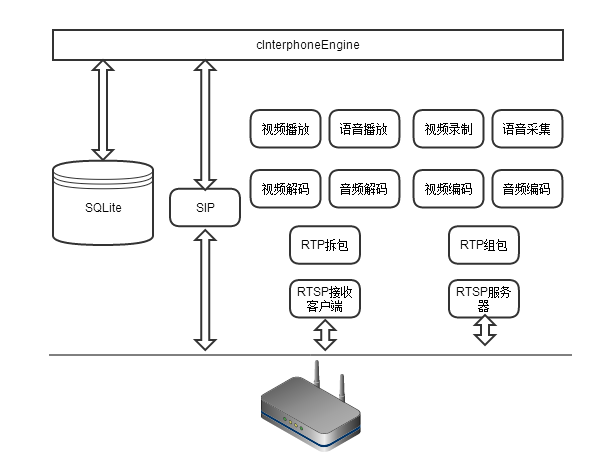 cInterphoneEngine
视频播放
语音播放
视频录制
语音采集
视频解码
音频解码
视频编码
音频编码
SQLite
SIP
RTP拆包
RTP组包
RTSP接收
客户端
RTSP服务
器